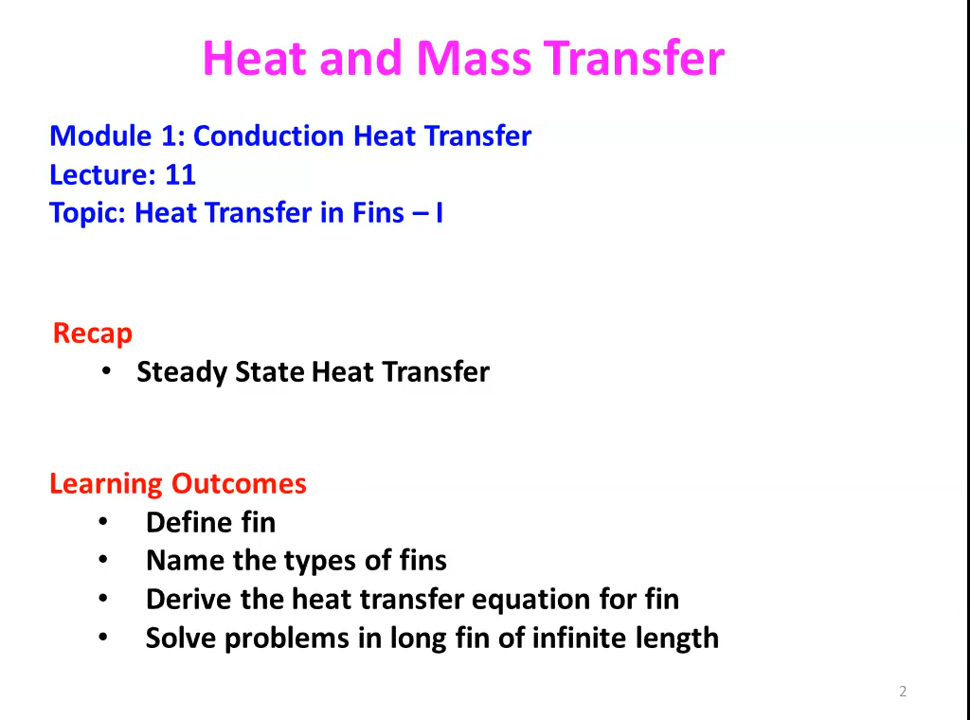 Heat and Mass Transfer
Module 1: Conduction Heat Transfer
Lecture: 11
Topic: Heat Transfer in Fins – I
Recap
• Steady State Heat Transfer
Learning Outcomes
• Define fin
• Name the types of fins
• Derive the heat transfer equation for fin
• Solve problems in long fin of infinite length
2